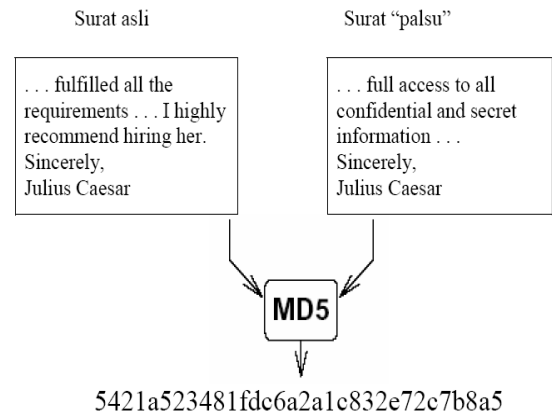 Surat asli
Surat “palsu”
. . . fulfilled all the
requirements . . . I highly
recommend hiring her.
Sincerely,
Julius Caesar
. . . full access to all
confidential and secret
information . . .
Sincerely,
Julius Caesar
MD5
5421a523481fdc6a2a1c832e72c7b8a5